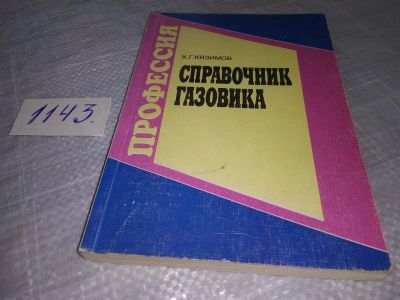 ПРОФЕССИЯ
К.Г.КЯЗИМОВ
СПРАВОЧНИК
ГАЗОВИКА
1143.